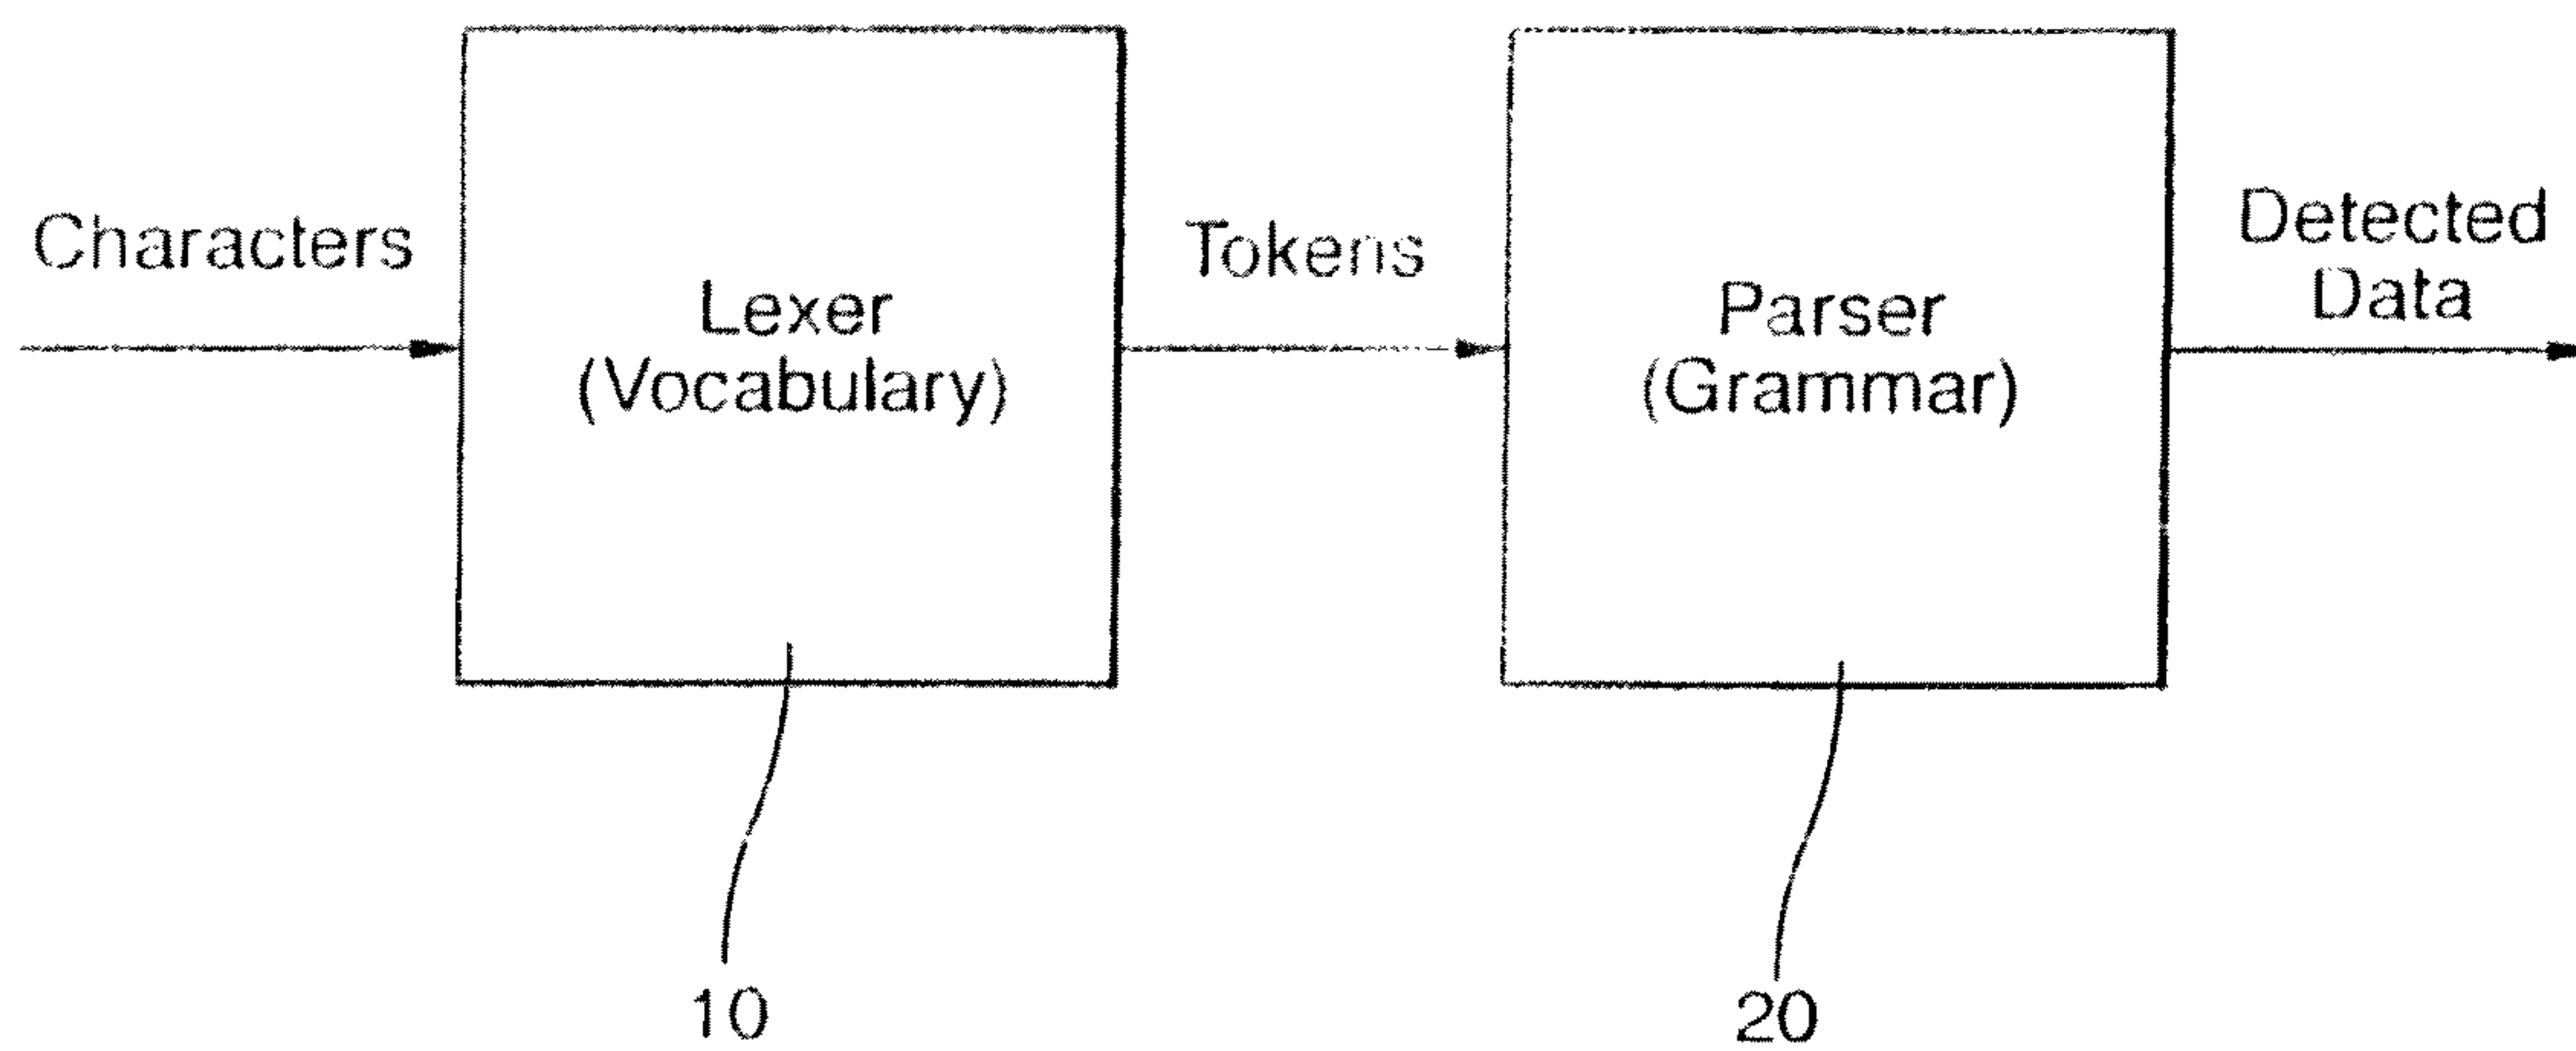 Characters
Lexer
(Vocabulary)
Tokens
Parser
(Grammar)
Detected
Data
10
20